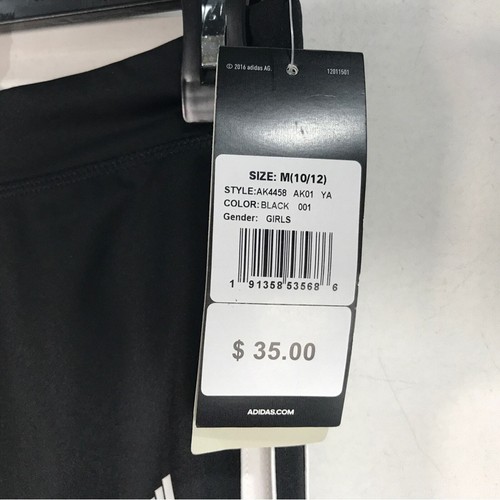 © 2016 adidas AG. 12011501
SIZE: M(10/12)
STYLE:AK4458 AK01 YA
COLOR:BLACK 001
Gender: GIRLS
1 91358 53568 6
$ 35.00
ADIDAS.COM